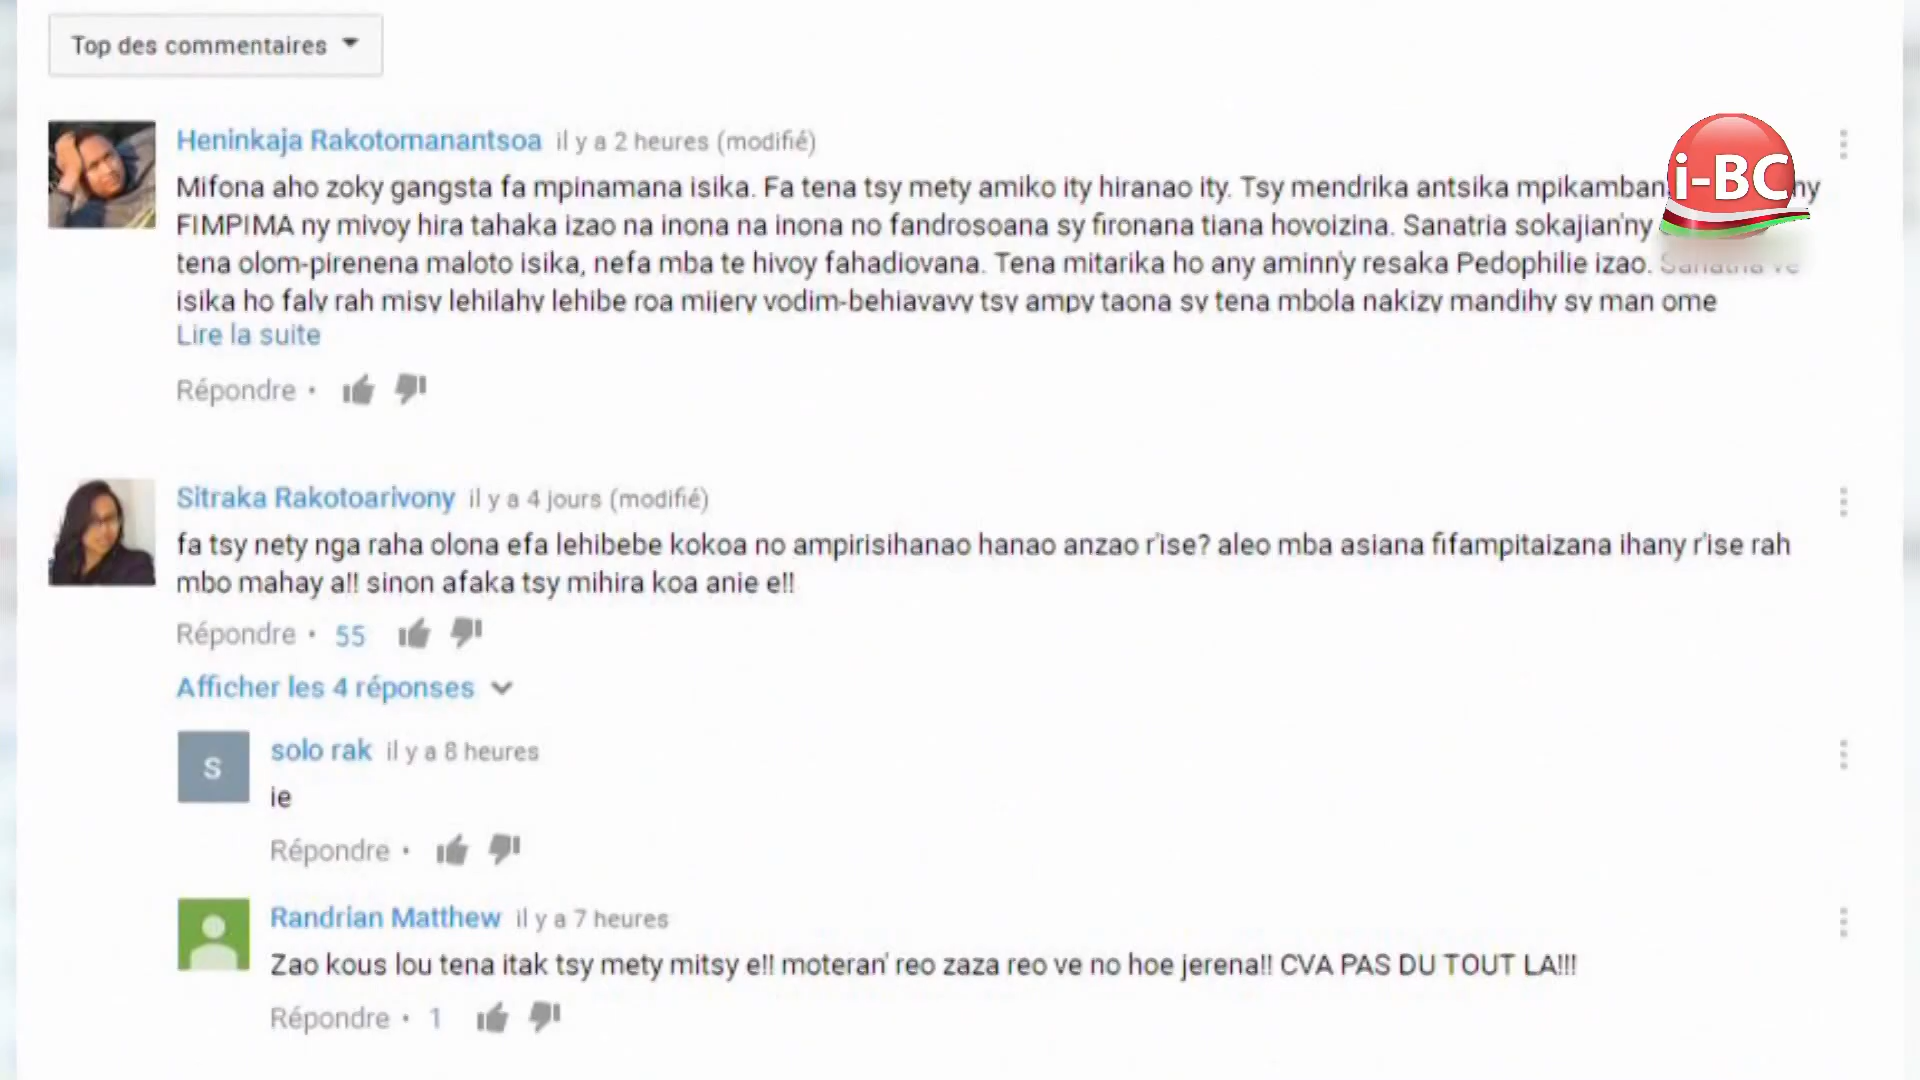 Top des commentaires
Heninkaja Rakotomanantsoa il y a 2 heures (modifié)
Mifona aho zoky gangsta fa mpinamana isika. Fa tena tsy mety amiko ity hiranao ity. Tsy mendrika antsika mpikamban ny
i-BC
FIMPIMA ny mivoy hira tahaka izao na inona na inona no fandrosoana sy fironana tiana hovoizina. Sanatria sokajian'ny
tena olom-pirenena maloto isika, nefa mba te hivoy fahadiovana. Tena mitarika ho any aminn'y resaka Pedophilie izao. Sanatria ve
isika ho faly rah misy lehilahy lehibe roa mijery vodim-behiavavy tsy ampy taona sy tena mbola nakizy mandihy sy man ome
Lire la suite
Répondre •
Sitraka Rakotoarivony il y a 4 jours (modifié)
fa tsy nety nga raha olona efa lehibebe kokoa no ampirisihanao hanao anzao r'ise? aleo mba asiana fifampitaizana ihany r'ise rah
mbo mahay a!! sinon afaka tsy mihira koa anie e!!
Répondre • 55
Afficher les 4 réponses
S
solo rak il y a 8 heures
ie
Répondre •
Randrian Matthew il y a 7 heures
Zao kous lou tena itak tsy mety mitsy e!! moteran' reo zaza reo ve no hoe jerena!! CVA PAS DU TOUT LA!!!
Répondre • 1